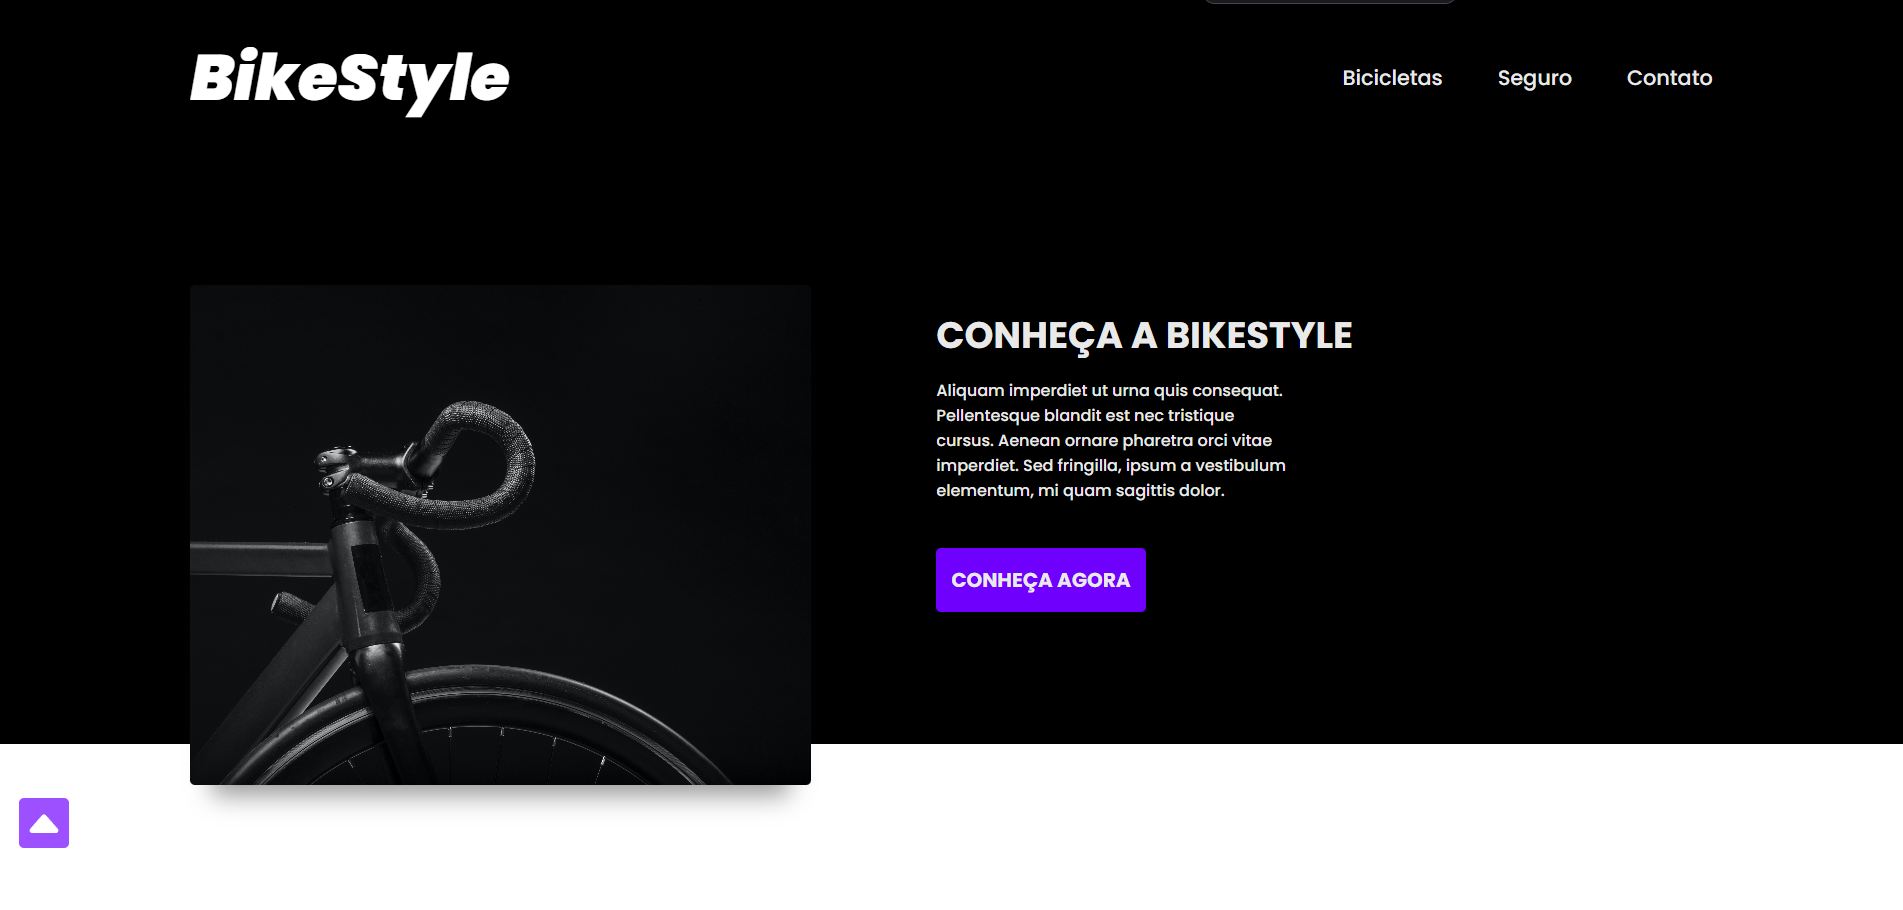 BikeStyle
Bicicletas
Seguro
Contato
CONHEÇA A BIKESTYLE
Aliquam imperdiet ut urna quis consequat.
Pellentesque blandit est nec tristique
cursus. Aenean ornare pharetra orci vitae
imperdiet. Sed fringilla, ipsum a vestibulum
elementum, mi quam sagittis dolor.
CONHEÇA AGORA